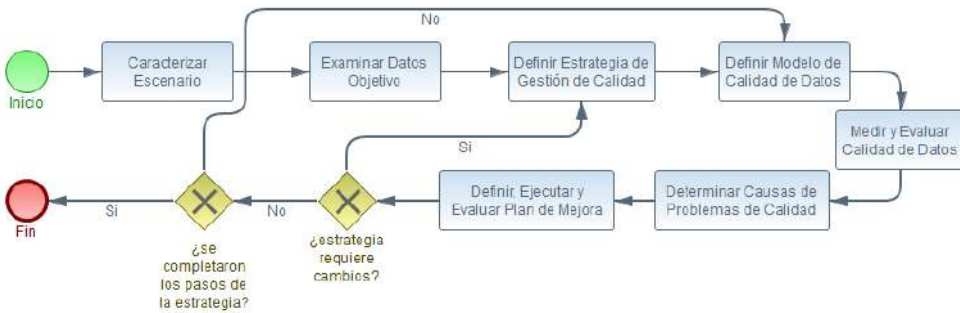 No
Caracterizar
Escenario
Examinar Datos
Objetivo
Definir Estrategia de
Gestión de Calidad
Definir Modelo de
Calidad de Datos
Inicio
Medir y Evaluar
Calidad de Datos
Si
Definir, Ejecutar y
Evaluar Plan de Mejora
Determinar Causas de
Problemas de Calidad
Si
No
Fin
¿se
completaron
los pasos de
la estrategia?
¿estrategia
requiere
cambios?